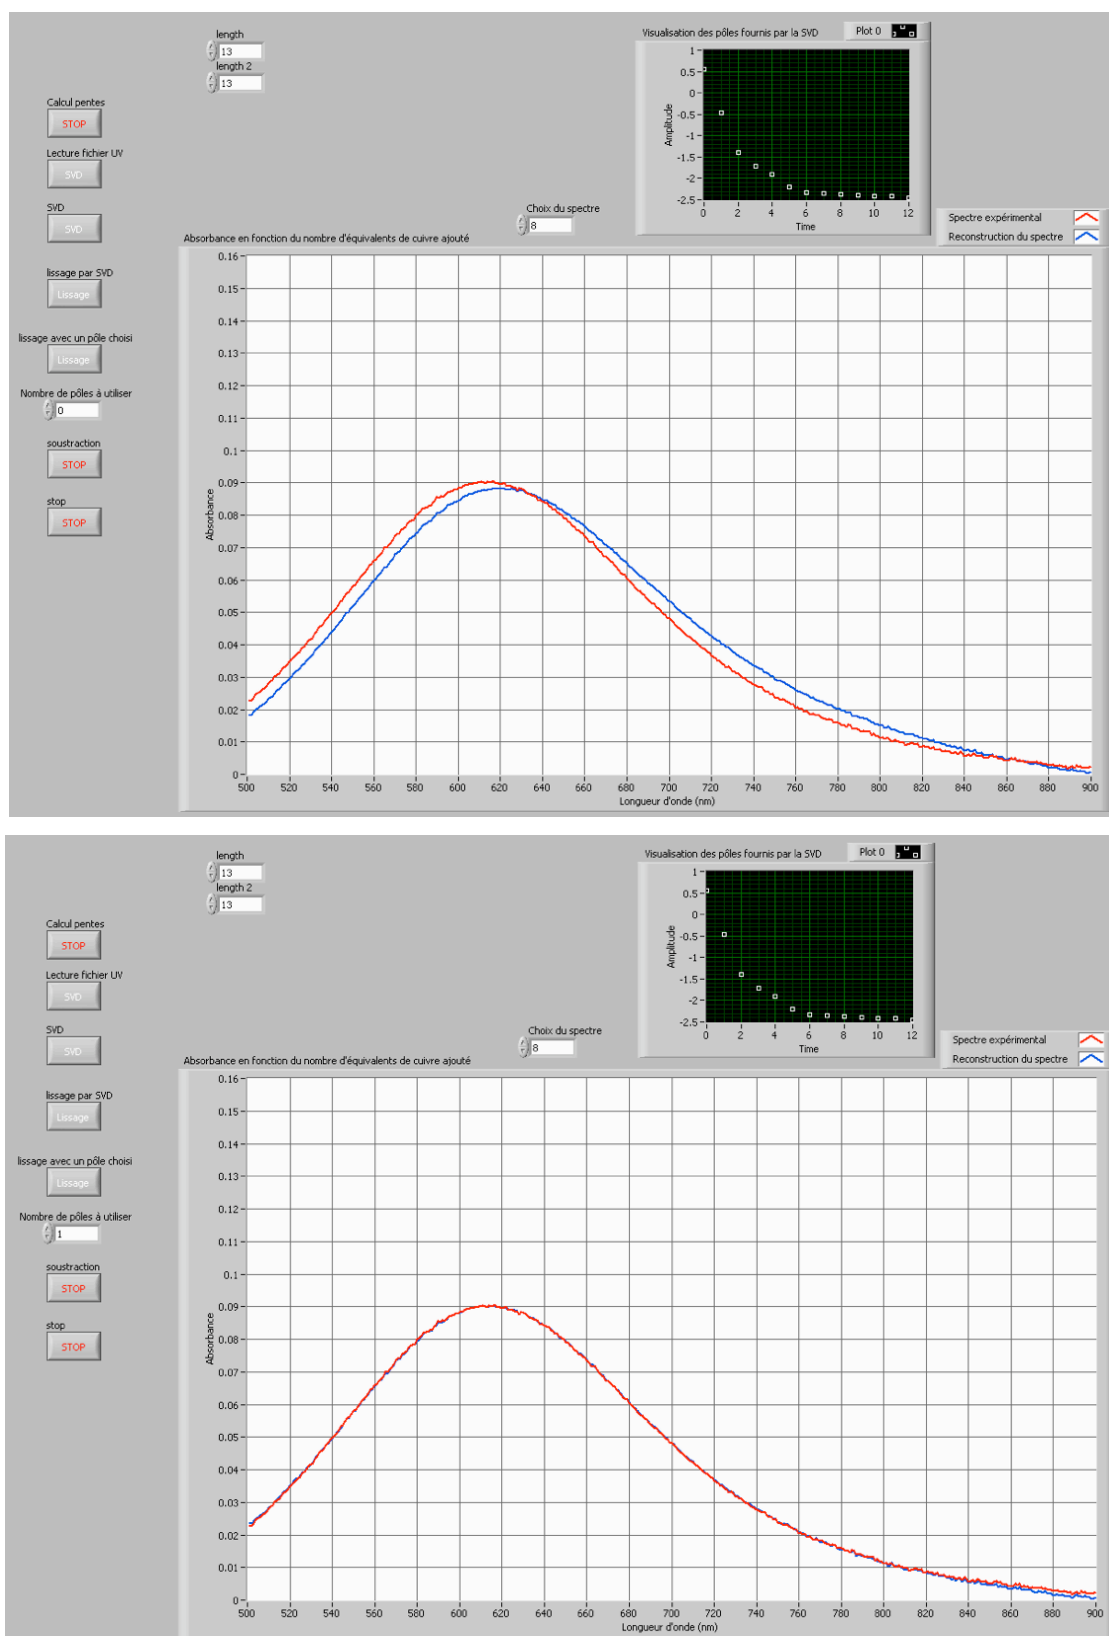 length
13
length 2
13
Calcul pentes
STOP
Lecture fichier UV
SVD
SVD
SVD
lissage par SVD
Lissage
lissage avec un pôle choisi
Lissage
Nombre de pôles à utiliser
0
soustraction
STOP
stop
STOP
Visualisation des pôles fournis par la SVD
Plot 0
1
0.5
0
-0.5
-1
-1.5
-2
-2.5
Amplitude
0 2 4 6 8 10 12
Time
Choix du spectre
8
Spectre expérimental
Reconstruction du spectre
Absorbance en fonction du nombre d'équivalents de cuivre ajouté
0.16
0.15
0.14
0.13
0.12
0.11
0.1
0.09
0.08
0.07
0.06
0.05
0.04
0.03
0.02
0.01
0
Absorbance
500 520 540 560 580 600 620 640 660 680 700 720 740 760 780 800 820 840 860 880 900
Longueur d'onde (nm)
length
13
length 2
13
Calcul pentes
STOP
Lecture fichier UV
SVD
SVD
SVD
lissage par SVD
Lissage
lissage avec un pôle choisi
Lissage
Nombre de pôles à utiliser
1
soustraction
STOP
stop
STOP
Visualisation des pôles fournis par la SVD
Plot 0
1
0.5
0
-0.5
-1
-1.5
-2
-2.5
Amplitude
0 2 4 6 8 10 12
Time
Choix du spectre
8
Spectre expérimental
Reconstruction du spectre
Absorbance en fonction du nombre d'équivalents de cuivre ajouté
0.16
0.15
0.14
0.13
0.12
0.11
0.1
0.09
0.08
0.07
0.06
0.05
0.04
0.03
0.02
0.01
0
Absorbance
500 520 540 560 580 600 620 640 660 680 700 720 740 760 780 800 820 840 860 880 900
Longueur d'onde (nm)